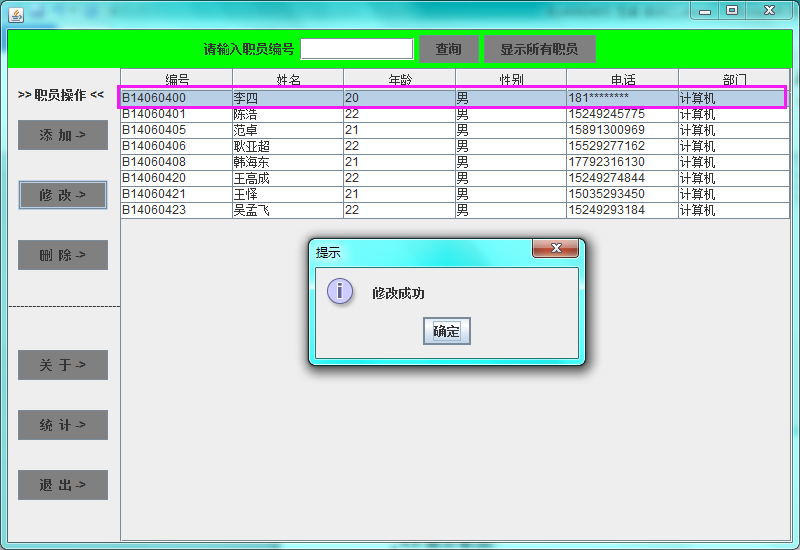 请输入职员编号 查询 显示所有职员
>> 职员操作 <<
添 加 ->
修 改 ->
删 除 ->
关 于 ->
统 计 ->
退 出 ->
编号 姓名 年龄 性别 电话 部门
B14060400 李四 20 男 181******** 计算机
B14060401 陈浩 22 男 15249245775 计算机
B14060405 范卓 21 男 15891300969 计算机
B14060406 耿亚超 22 男 15529277162 计算机
B14060408 韩海东 21 男 17792316130 计算机
B14060420 王高成 22 男 15249274844 计算机
B14060421 王怿 21 男 15035293450 计算机
B14060423 吴孟飞 22 男 15249293184 计算机
提示
修改成功
确定